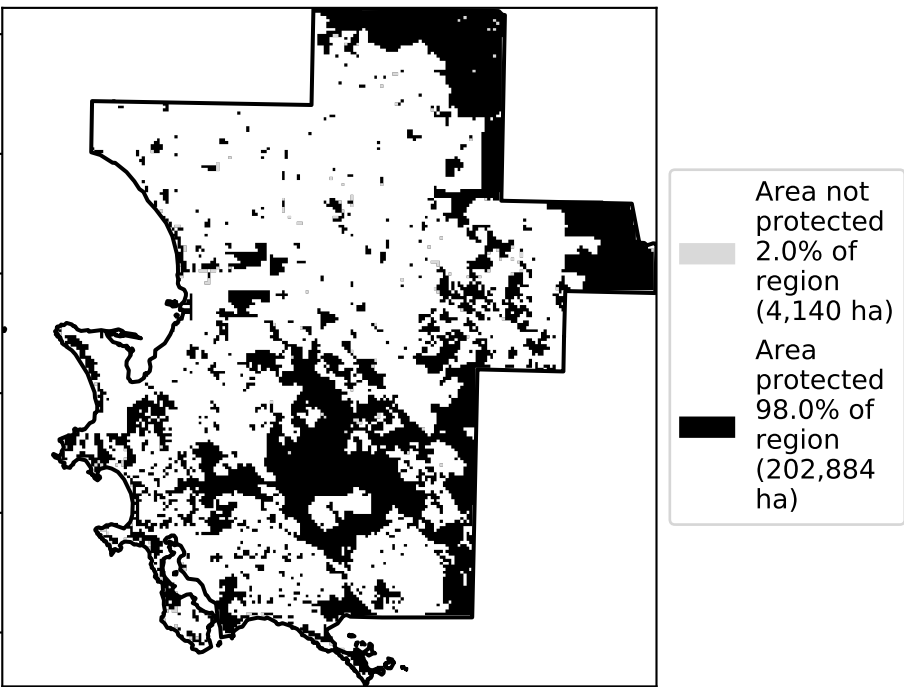 Area not
protected
2.0% of
region
(4,140 ha)
Area
protected
98.0% of
region
(202,884
ha)